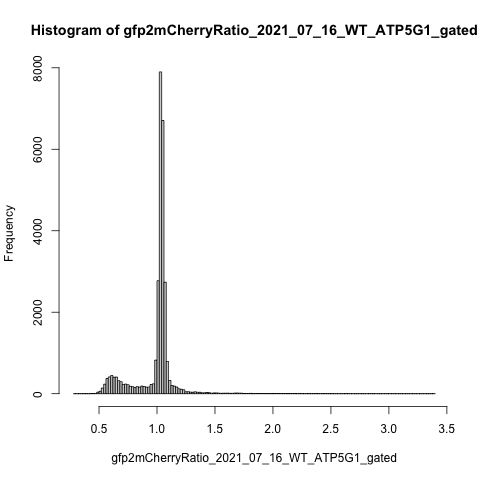 Histogram of gfp2mCherryRatio_2021_07_16_WT_ATP5G1_gated
Frequency
8000
6000
4000
2000
0
0.5 1.0 1.5 2.0 2.5 3.0 3.5
gfp2mCherryRatio_2021_07_16_WT_ATP5G1_gated